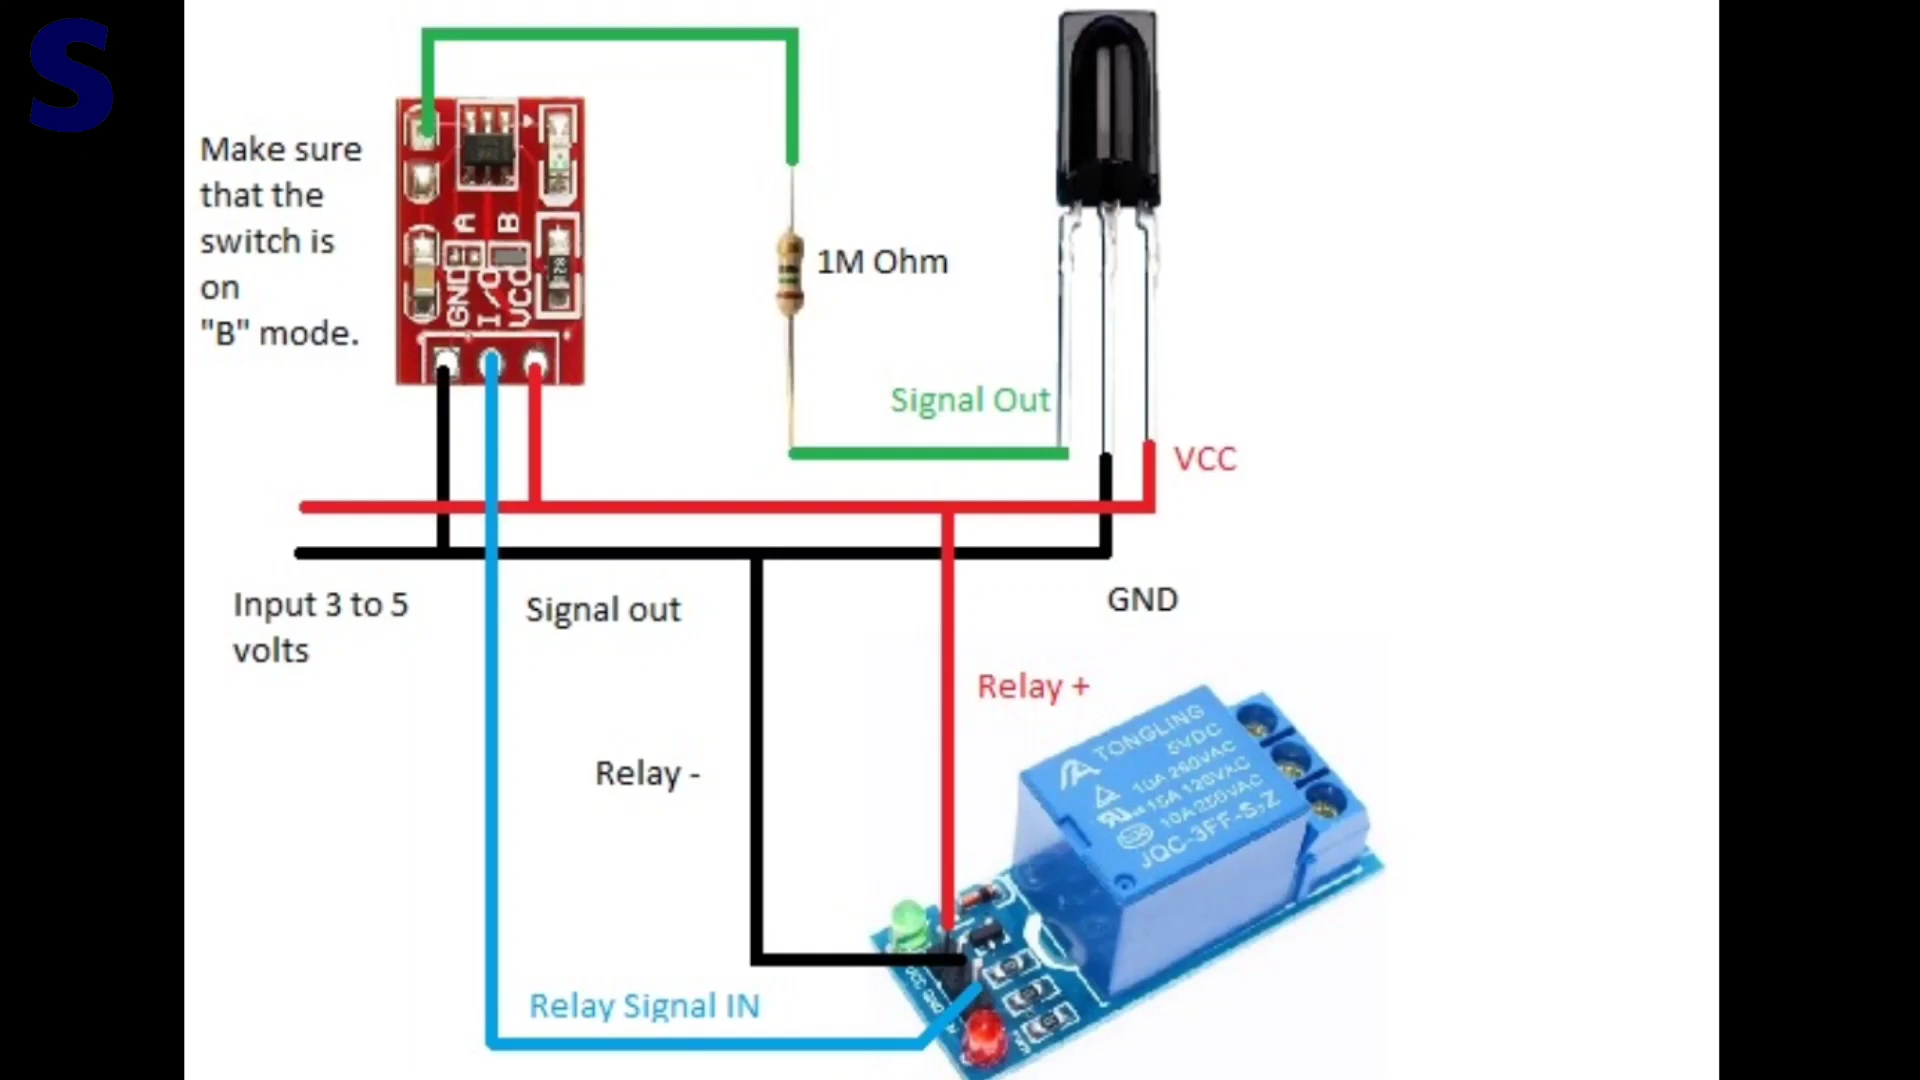 S
Make sure
that the
switch is
on
"B" mode.
A B
GND
I/O
VCC
1M Ohm
Signal Out
VCC
Input 3 to 5
volts
Signal out
GND
Relay +
Relay -
TONGLING
5VDC
10A 250VAC
15A 120VAC
10A 250VAC
JQC-3FF-S-Z
VCC GND
Relay Signal IN